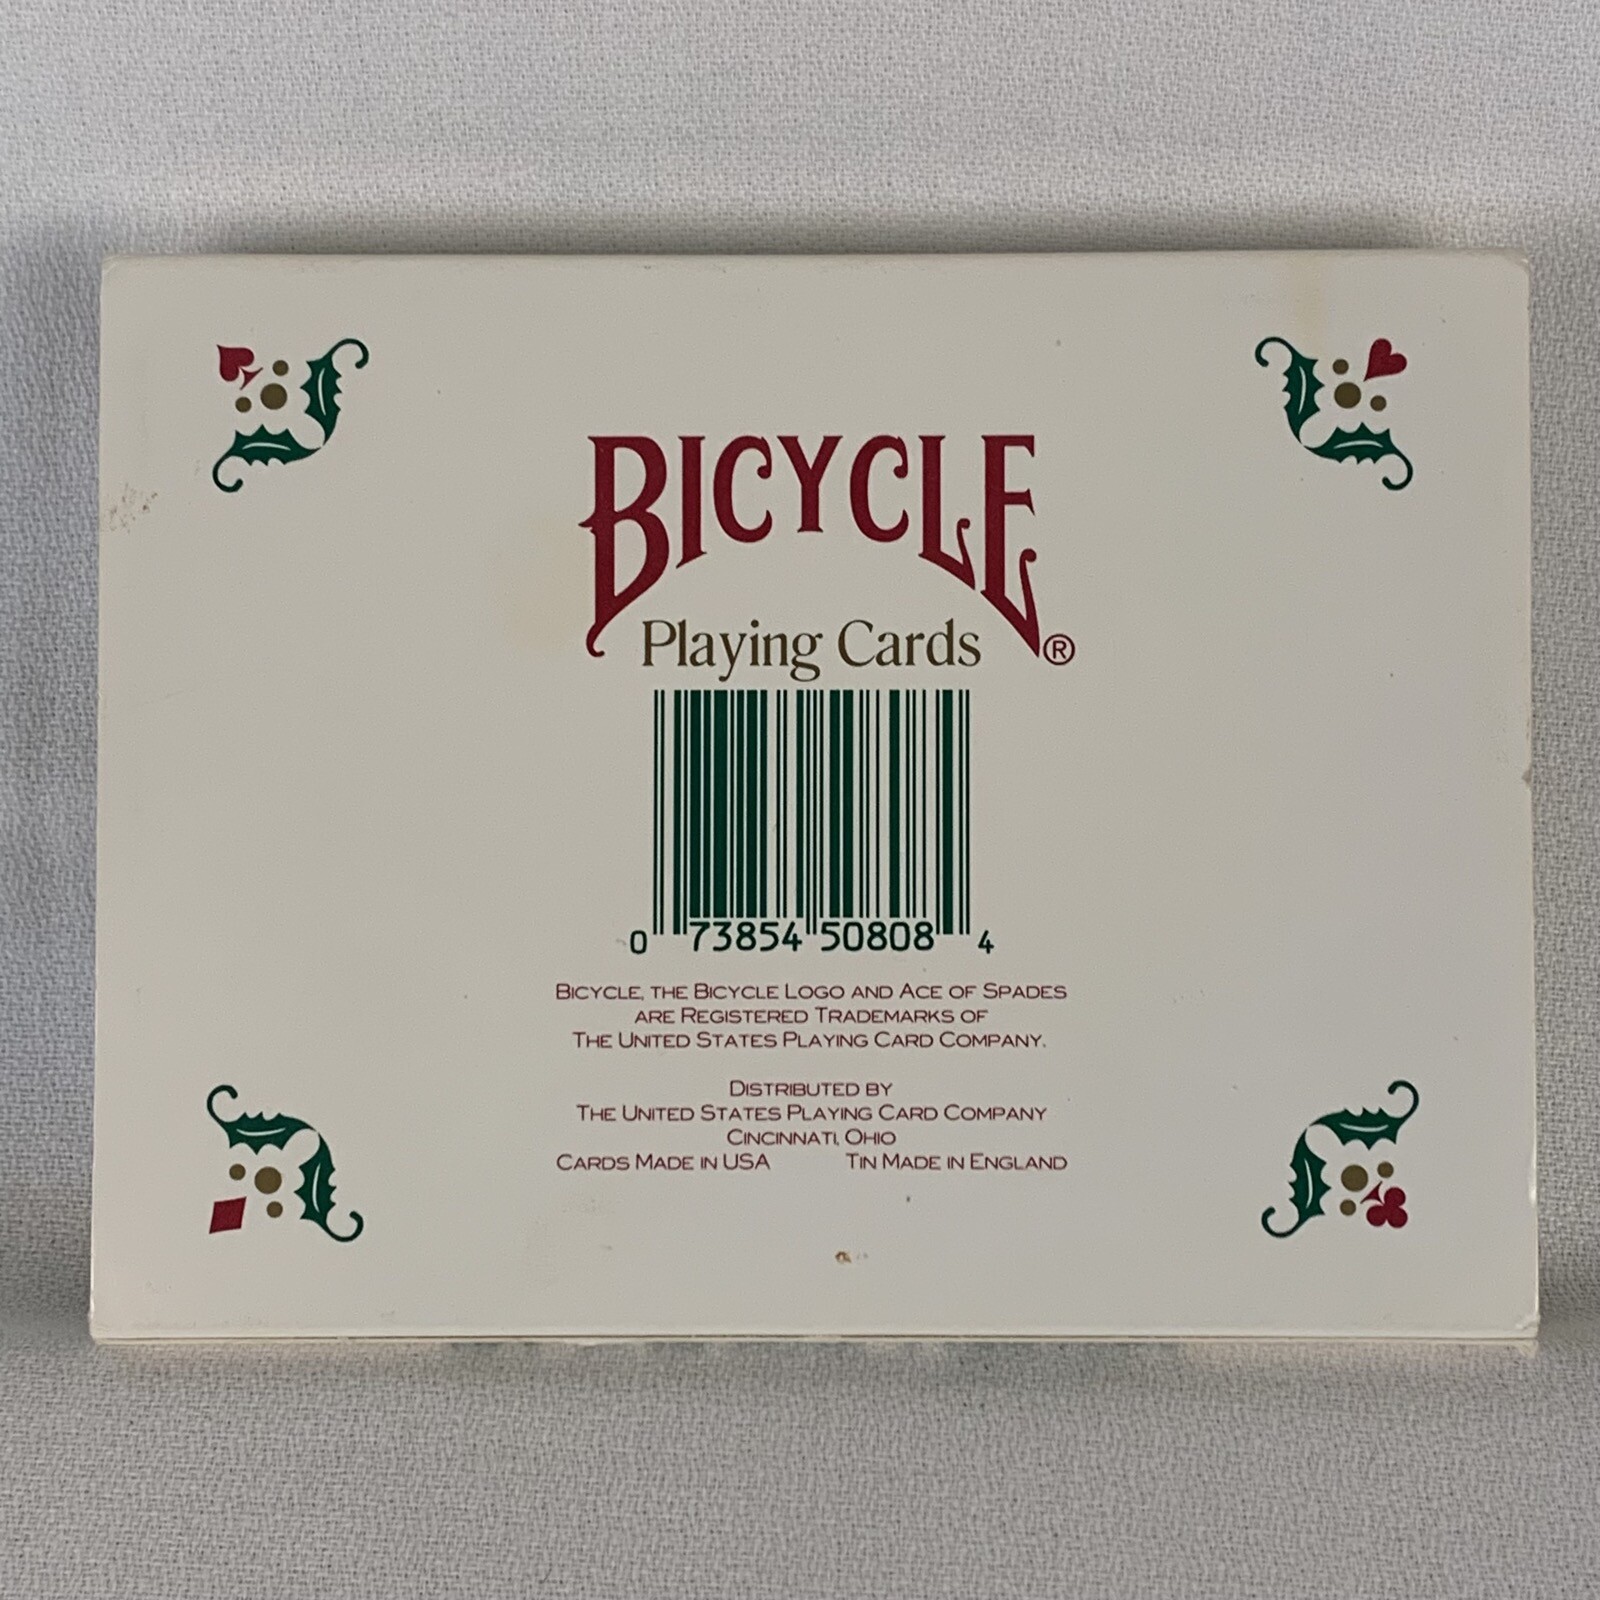 BICYCLE
Playing Cards®
0 73854 50808 4
BICYCLE, THE BICYCLE LOGO AND ACE OF SPADES
ARE REGISTERED TRADEMARKS OF
THE UNITED STATES PLAYING CARD COMPANY.
DISTRIBUTED BY
THE UNITED STATES PLAYING CARD COMPANY
CINCINNATI, OHIO
CARDS MADE IN USA TIN MADE IN ENGLAND